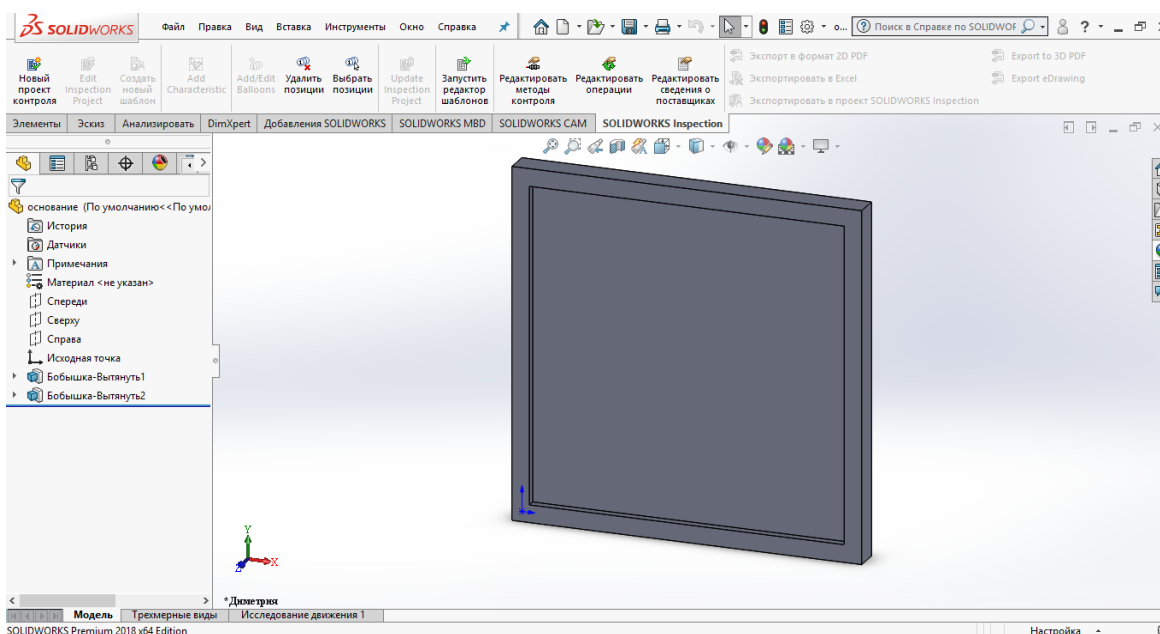 SOLIDWORKS Файл Правка Вид Вставка Инструменты Окно Справка о... Поиск в Справке по SOLIDWOF
Новый проект контроля
Edit Inspection Project
Создать новый шаблон
Add Characteristic
Add/Edit Balloons
Удалить позиции
Выбрать позиции
Update Inspection Project
Запустить редактор шаблонов
Редактировать методы контроля
Редактировать операции
Редактировать сведения о поставщиках
Экспорт в формат 2D PDF
Экспортировать в Excel
Экспортировать в проект SOLIDWORKS Inspection
Export to 3D PDF
Export eDrawing
Элементы Эскиз Анализировать DimXpert Добавления SOLIDWORKS SOLIDWORKS MBD SOLIDWORKS CAM SOLIDWORKS Inspection
основание (По умолчанию<<По умол
История
Датчики
Примечания
Материал <не указан>
Спереди
Сверху
Справа
Исходная точка
Бобышка-Вытянуть1
Бобышка-Вытянуть2
Y
X
Z
*Диметрия
Модель Трехмерные виды Исследование движения 1
SOLIDWORKS Premium 2018 x64 Edition Настройка